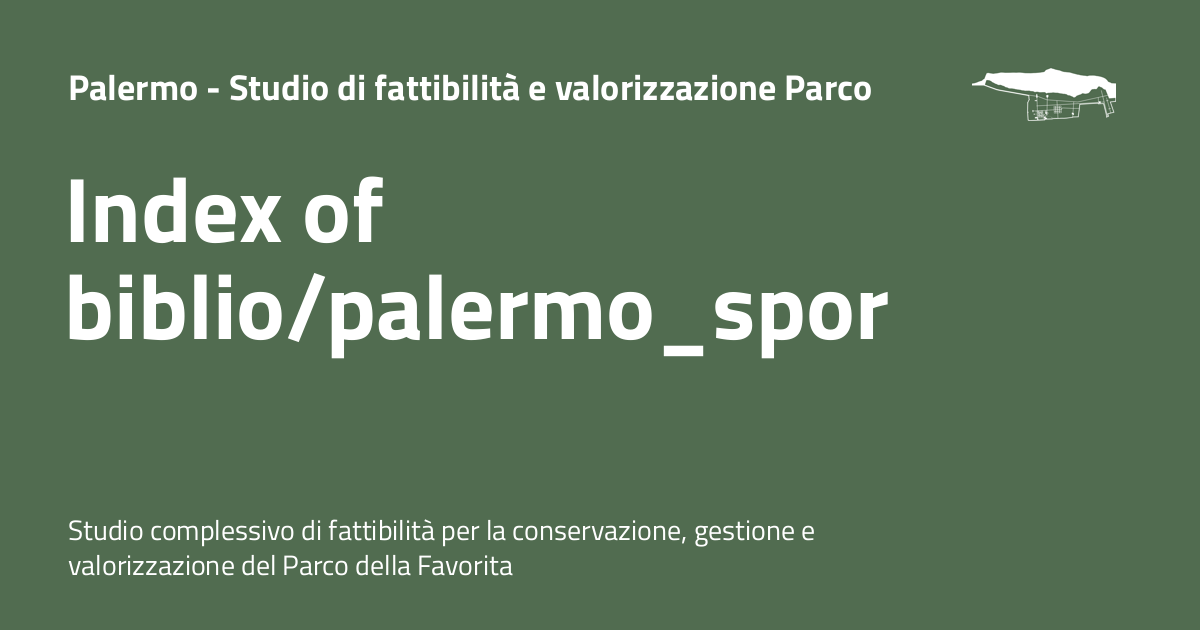 Palermo - Studio di fattibilità e valorizzazione Parco
Index of
biblio/palermo_spor
Studio complessivo di fattibilità per la conservazione, gestione e
valorizzazione del Parco della Favorita